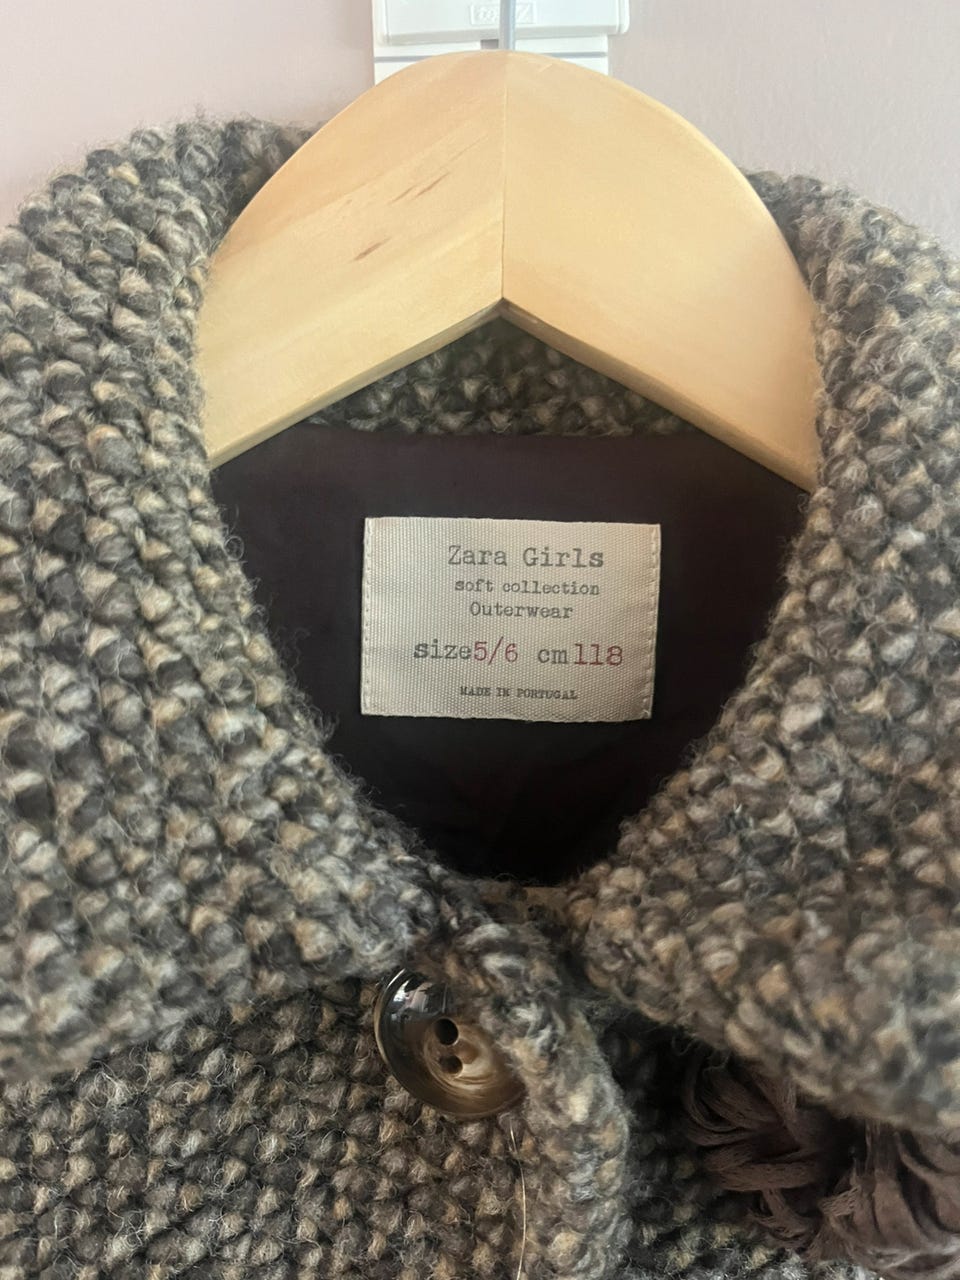 Zara Girls
soft collection
Outerwear
size5/6 cm118
MADE IN PORTUGAL